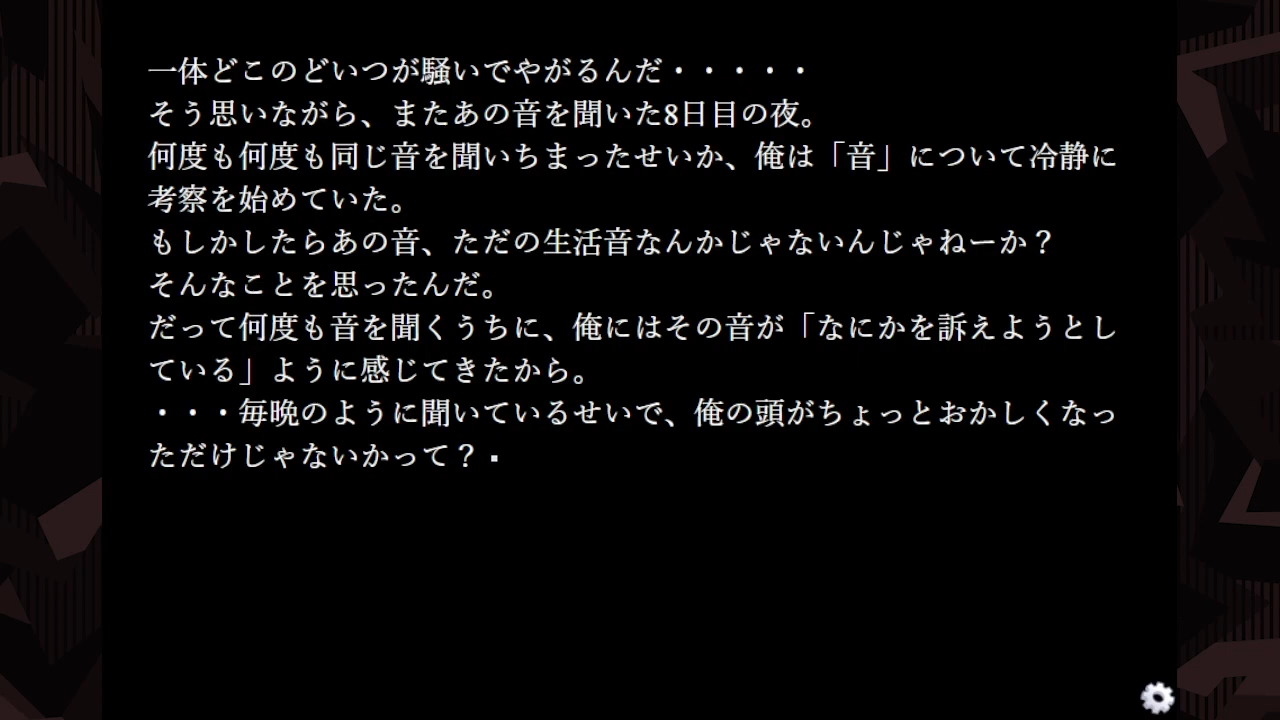 一体どこのどいつが騒いでやがるんだ・・・・・
そう思いながら、またあの音を聞いた8日目の夜。
何度も何度も同じ音を聞いちまったせいか、俺は「音」について冷静に
考察を始めていた。
もしかしたらあの音、ただの生活音なんかじゃないんじゃねーか？
そんなことを思ったんだ。
だって何度も音を聞くうちに、俺にはその音が「なにかを訴えようとし
ている」ように感じてきたから。
・・・毎晩のように聞いているせいで、俺の頭がちょっとおかしくなっ
ただけじゃないかって？